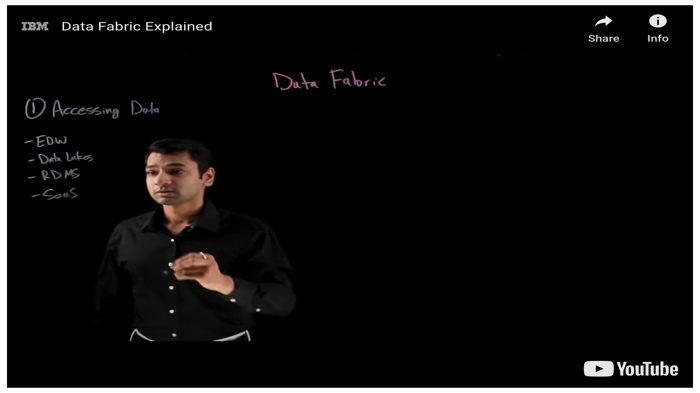 IBM Data Fabric Explained
Share
Info
Data Fabric
① Accessing Data
- EDW
- Data Lakes
- RDMS
- SaaS
YouTube